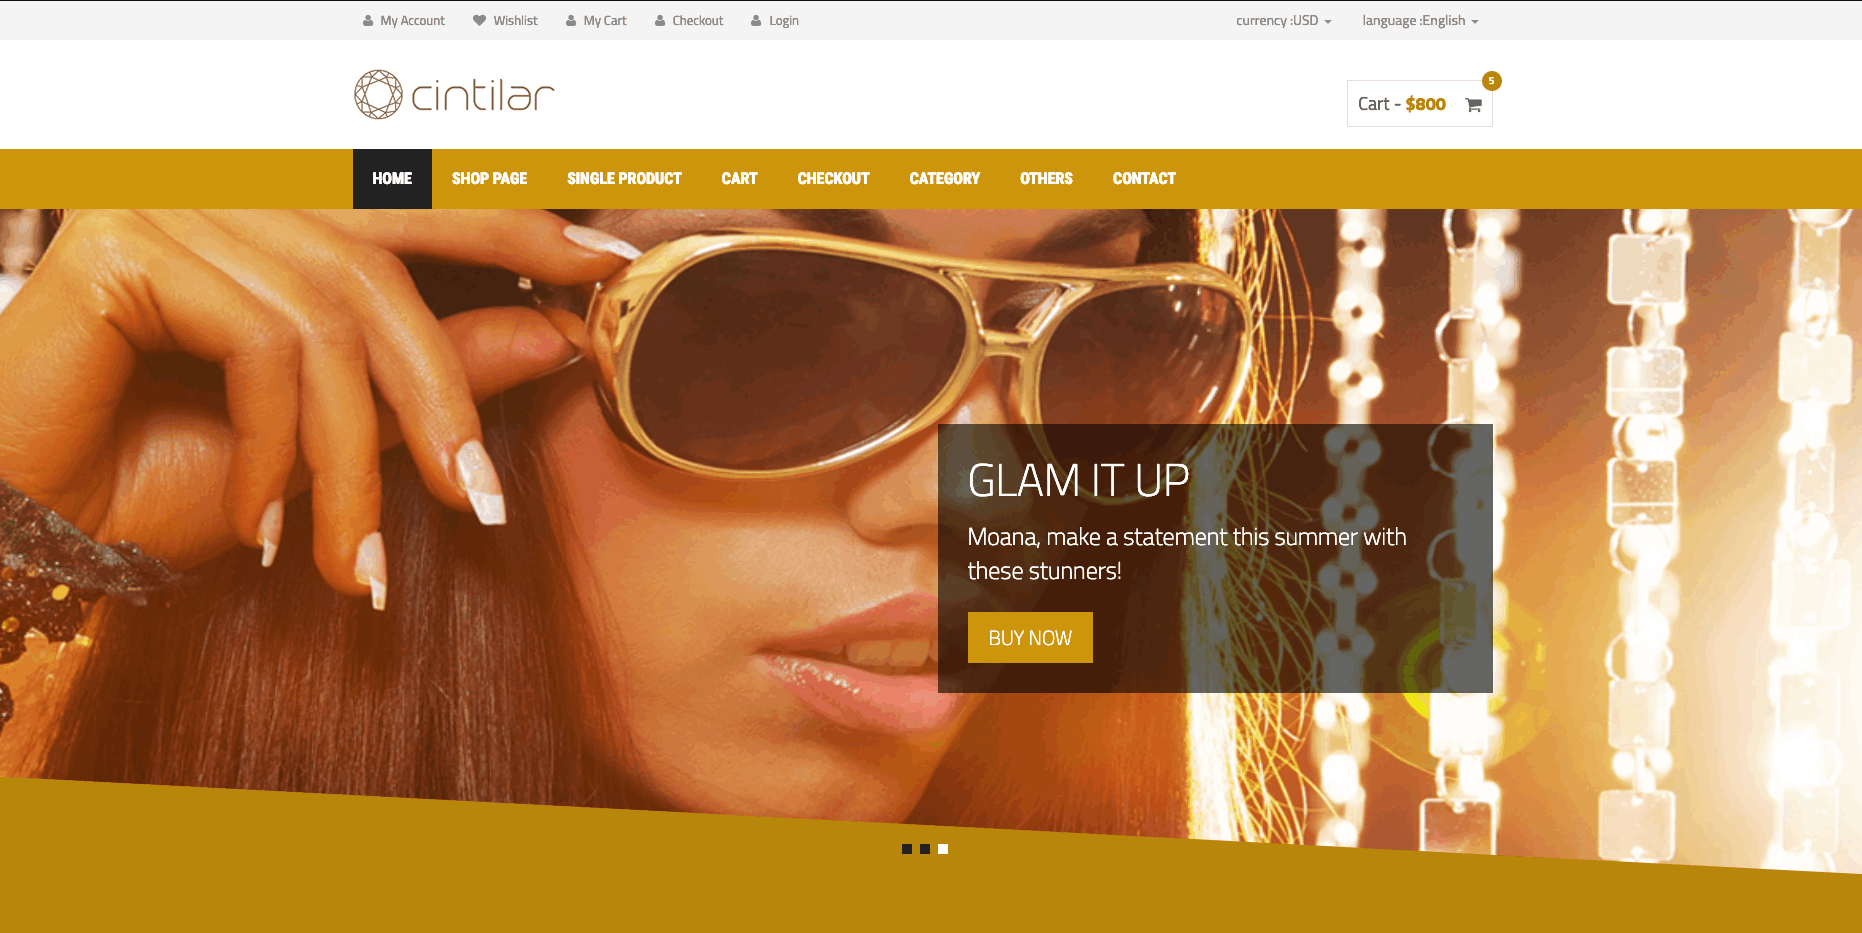 My Account Wishlist My Cart Checkout Login currency :USD language :English
cintilar
5
Cart - $800
HOME SHOP PAGE SINGLE PRODUCT CART CHECKOUT CATEGORY OTHERS CONTACT
GLAM IT UP
Moana, make a statement this summer with
these stunners!
BUY NOW